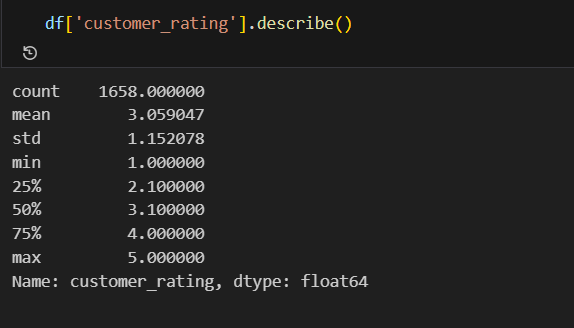 df['customer_rating'].describe()
count    1658.000000
mean        3.059047
std         1.152078
min         1.000000
25%         2.100000
50%         3.100000
75%         4.000000
max         5.000000
Name: customer_rating, dtype: float64